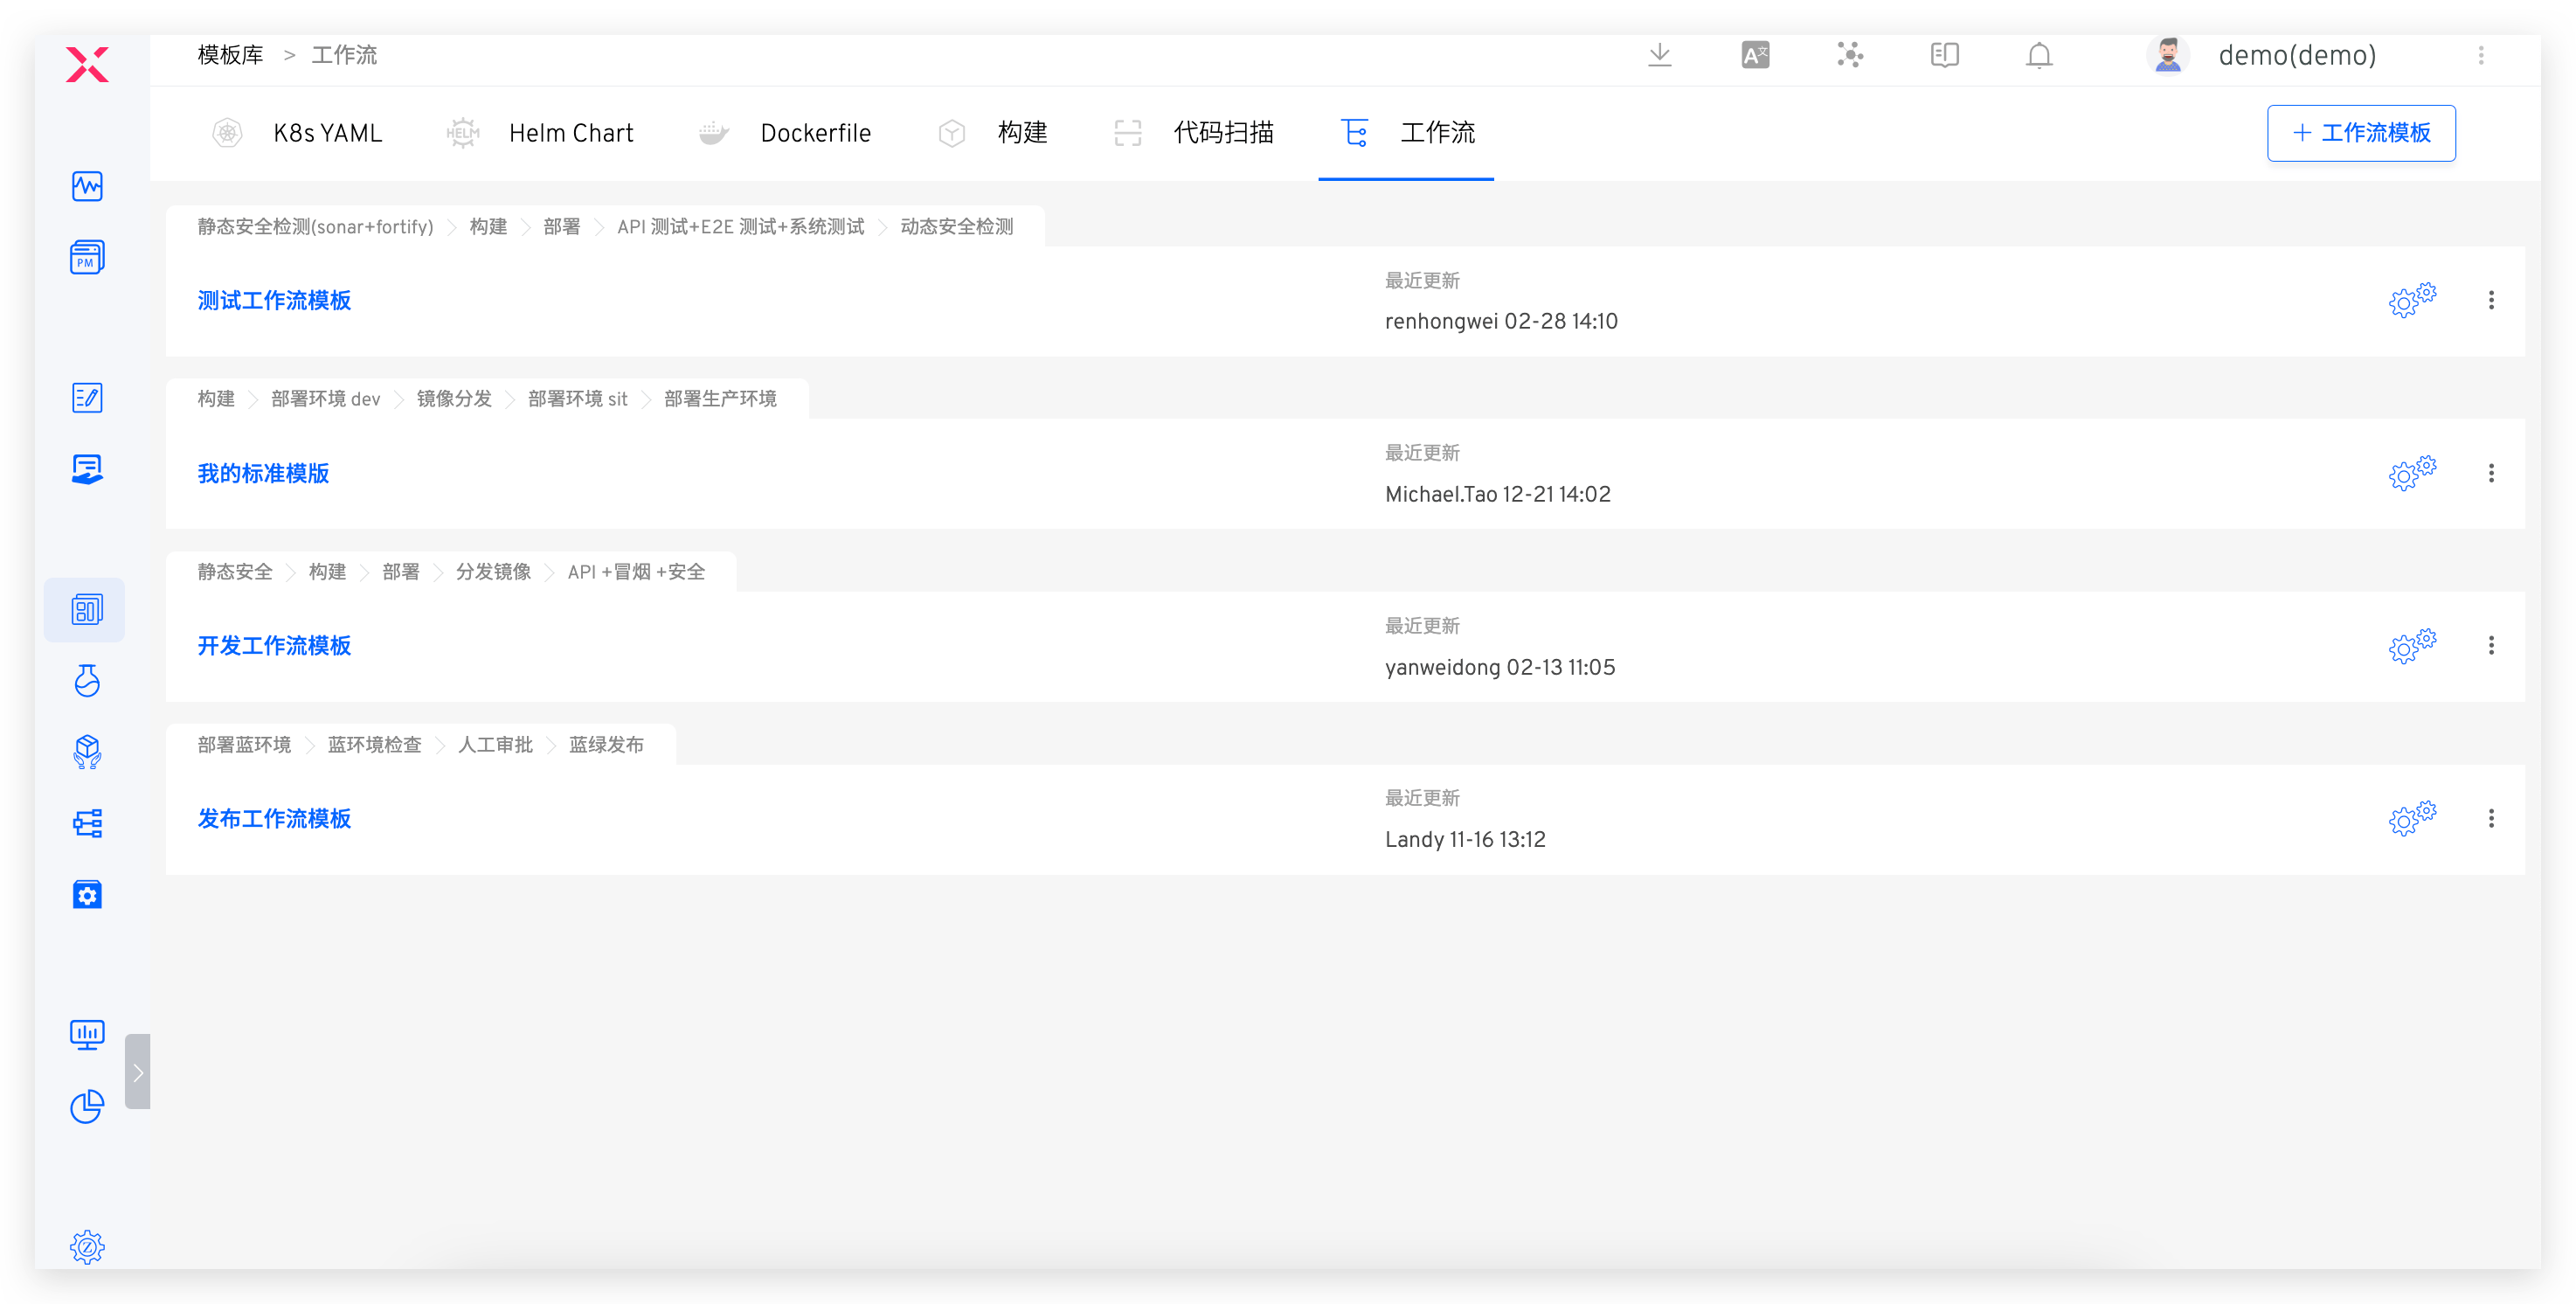 模板库 > 工作流
demo(demo)
K8s YAML Helm Chart Dockerfile 构建 代码扫描 工作流 + 工作流模板
PM
HELM
静态安全检测(sonar+fortify) 构建 部署 API 测试+E2E 测试+系统测试 动态安全检测
测试工作流模板
最近更新
renhongwei 02-28 14:10
构建 部署环境 dev 镜像分发 部署环境 sit 部署生产环境
我的标准模版
最近更新
Michael.Tao 12-21 14:02
静态安全 构建 部署 分发镜像 API +冒烟 +安全
开发工作流模板
最近更新
yanweidong 02-13 11:05
部署蓝环境 蓝环境检查 人工审批 蓝绿发布
发布工作流模板
最近更新
Landy 11-16 13:12